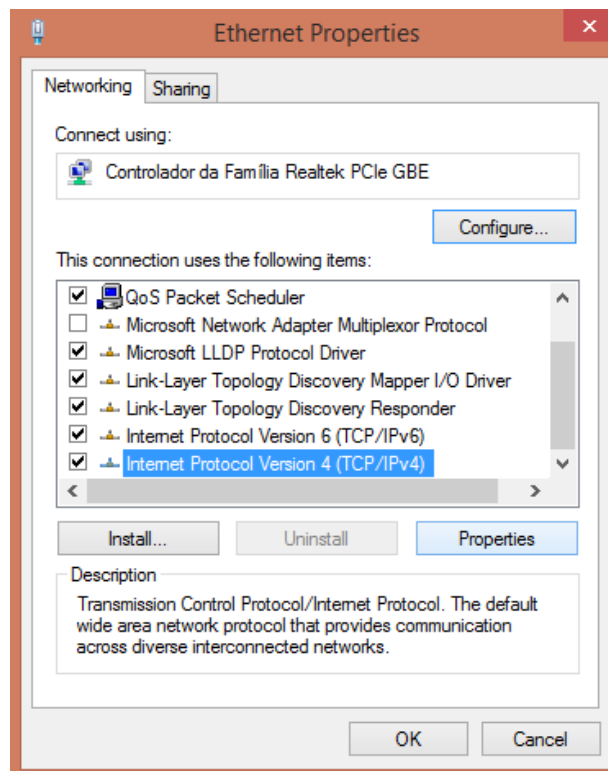 Ethernet Properties
Networking
Sharing
Connect using:
Controlador da Família Realtek PCIe GBE
Configure...
This connection uses the following items:
QoS Packet Scheduler
Microsoft Network Adapter Multiplexor Protocol
Microsoft LLDP Protocol Driver
Link-Layer Topology Discovery Mapper I/O Driver
Link-Layer Topology Discovery Responder
Internet Protocol Version 6 (TCP/IPv6)
Internet Protocol Version 4 (TCP/IPv4)
Install...
Uninstall
Properties
Description
Transmission Control Protocol/Internet Protocol. The default
wide area network protocol that provides communication
across diverse interconnected networks.
OK
Cancel